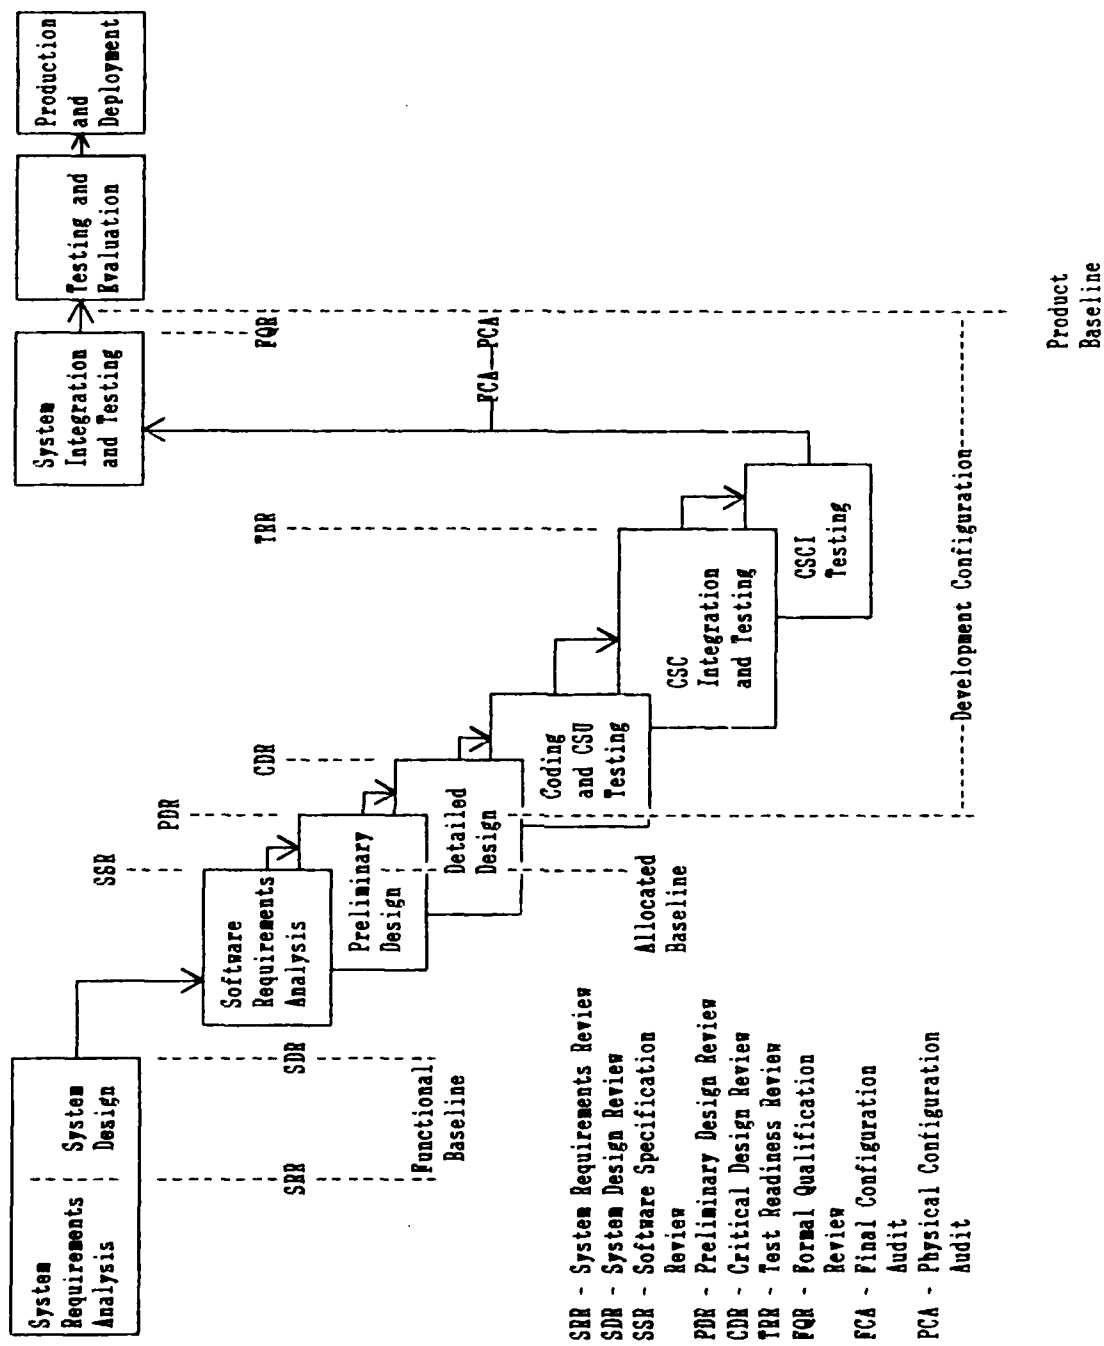 System
Requirements
Analysis
System
Design
SRR
SDR
Functional
Baseline
Software
Requirements
Analysis
SSR
Preliminary
Design
PDR
Detailed
Design
CDR
Allocated
Baseline
Coding
and CSU
Testing
CSC
Integration
and Testing
TRR
CSCI
Testing
Development Configuration
FCA PCA
System
Integration
and Testing
FQR
Testing and
Evaluation
Production
and
Deployment
Product
Baseline
SRR - System Requirements Review
SDR - System Design Review
SSR - Software Specification
Review
PDR - Preliminary Design Review
CDR - Critical Design Review
TRR - Test Readiness Review
FQR - Formal Qualification
Review
FCA - Final Configuration
Audit
PCA - Physical Configuration
Audit